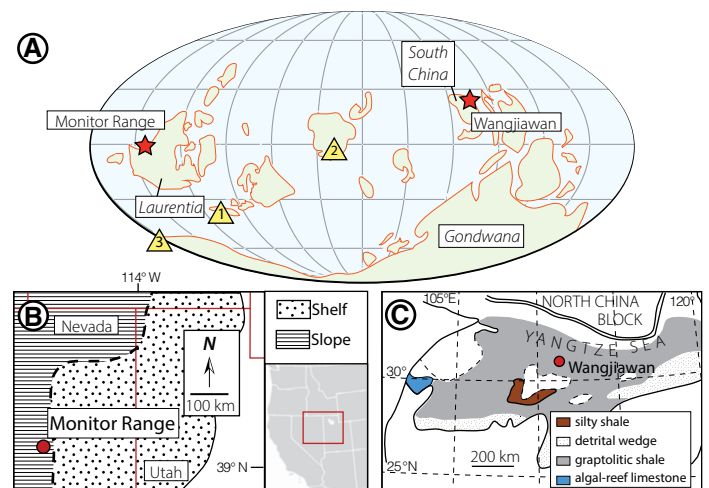 A
South
China
Monitor Range
Wangjiawan
2
Laurentia
1
3
Gondwana
114° W
B
Nevada
Shelf
Slope
N
100 km
Monitor Range
Utah
39° N
C
105°E
NORTH CHINA
BLOCK
120°
YANGTZE SEA
Wangjiawan
30°
silty shale
detrital wedge
graptolitic shale
algal-reef limestone
200 km
25°N